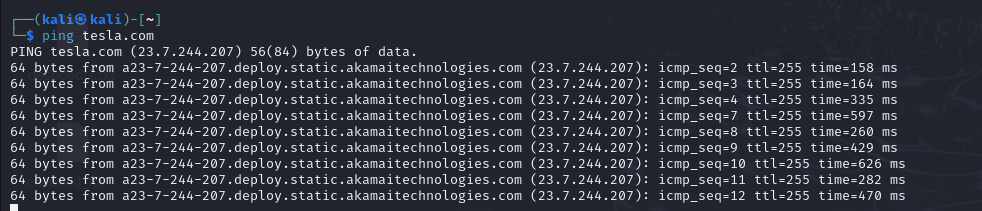 ┌──(kali㉿kali)-[~]
└─$ ping tesla.com
PING tesla.com (23.7.244.207) 56(84) bytes of data.
64 bytes from a23-7-244-207.deploy.static.akamaitechnologies.com (23.7.244.207): icmp_seq=2 ttl=255 time=158 ms
64 bytes from a23-7-244-207.deploy.static.akamaitechnologies.com (23.7.244.207): icmp_seq=3 ttl=255 time=164 ms
64 bytes from a23-7-244-207.deploy.static.akamaitechnologies.com (23.7.244.207): icmp_seq=4 ttl=255 time=335 ms
64 bytes from a23-7-244-207.deploy.static.akamaitechnologies.com (23.7.244.207): icmp_seq=7 ttl=255 time=597 ms
64 bytes from a23-7-244-207.deploy.static.akamaitechnologies.com (23.7.244.207): icmp_seq=8 ttl=255 time=260 ms
64 bytes from a23-7-244-207.deploy.static.akamaitechnologies.com (23.7.244.207): icmp_seq=9 ttl=255 time=429 ms
64 bytes from a23-7-244-207.deploy.static.akamaitechnologies.com (23.7.244.207): icmp_seq=10 ttl=255 time=626 ms
64 bytes from a23-7-244-207.deploy.static.akamaitechnologies.com (23.7.244.207): icmp_seq=11 ttl=255 time=282 ms
64 bytes from a23-7-244-207.deploy.static.akamaitechnologies.com (23.7.244.207): icmp_seq=12 ttl=255 time=470 ms